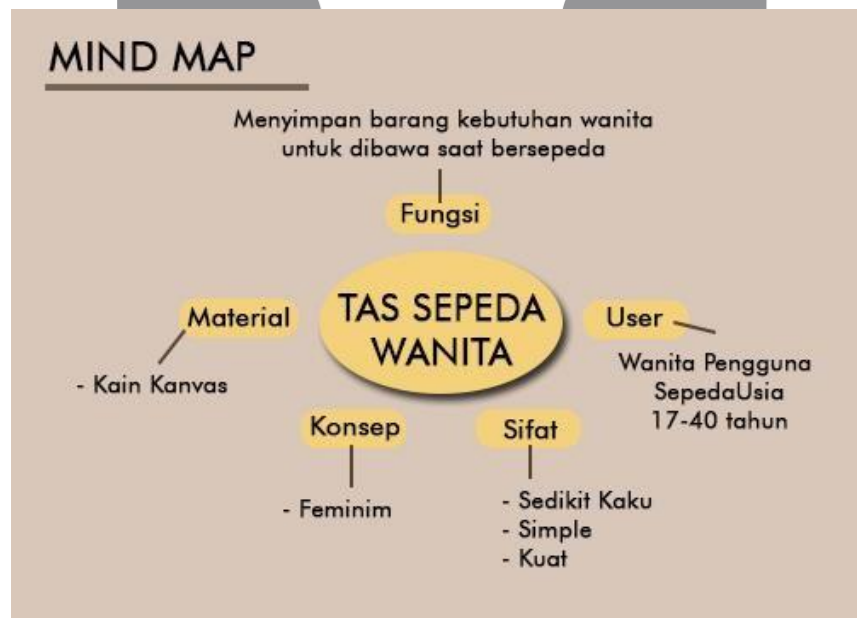 MIND MAP
Menyimpan barang kebutuhan wanita
untuk dibawa saat bersepeda
Fungsi
Material
- Kain Kanvas
TAS SEPEDA
WANITA
User
Wanita Pengguna
SepedaUsia
17-40 tahun
Konsep
- Feminim
Sifat
- Sedikit Kaku
- Simple
- Kuat